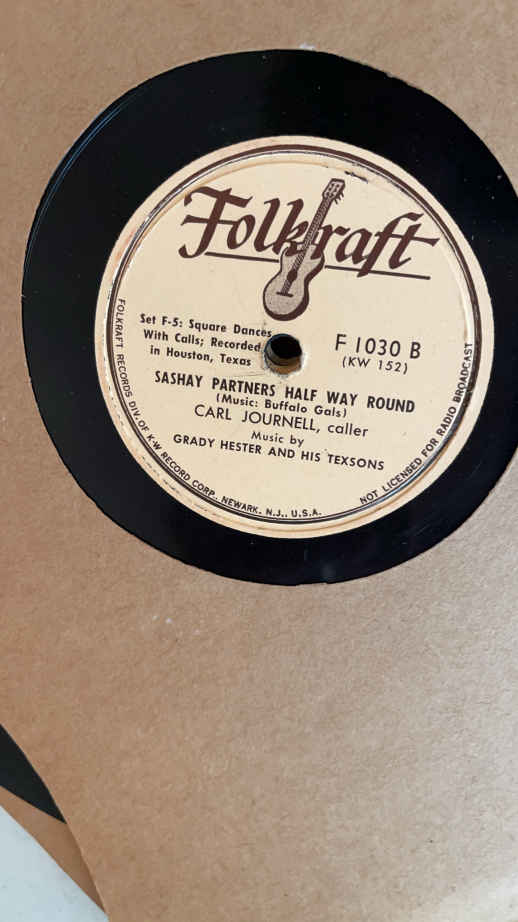 Folkraft
Set F-5: Square Dances
With Calls; Recorded
in Houston, Texas
F 1030 B
(KW 152)
SASHAY PARTNERS HALF WAY ROUND
(Music: Buffalo Gals)
CARL JOURNELL, caller
Music by
GRADY HESTER AND HIS TEXSONS
FOLKRAFT RECORDS DIV. OF K-W RECORD CORP., NEWARK, N.J., U.S.A.
NOT LICENSED FOR RADIO BROADCAST